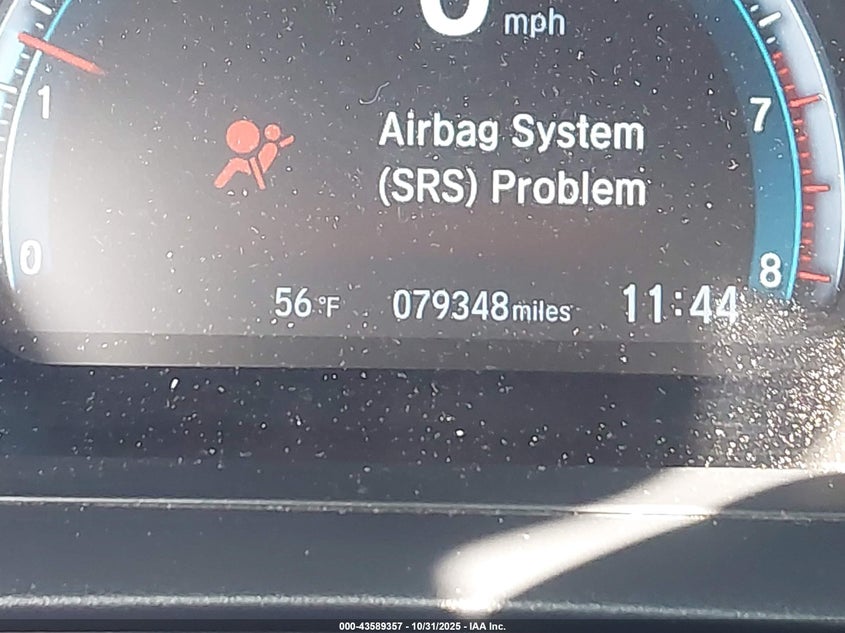 0 mph
1
7
Airbag System
(SRS) Problem
0
8
56 °F 079348 miles 11:44
000-43589357 - 10/31/2025 - IAA Inc.